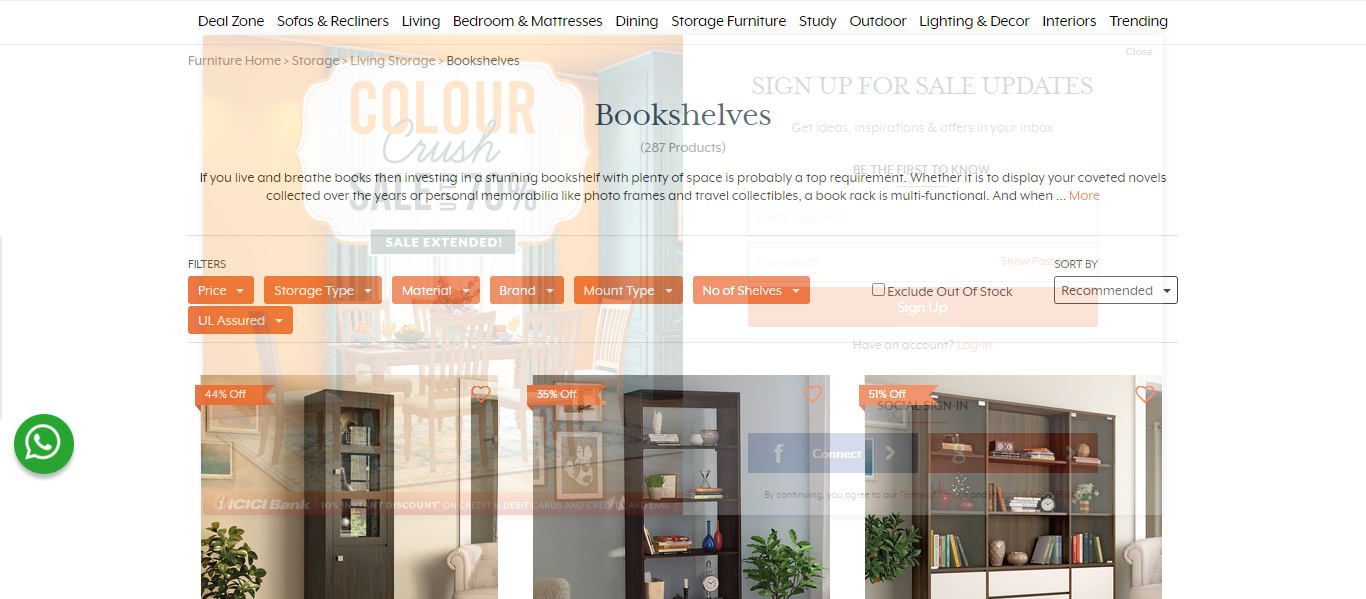 Deal Zone Sofas & Recliners Living Bedroom & Mattresses Dining Storage Furniture Study Outdoor Lighting & Decor Interiors Trending
Close
Furniture Home > Storage > Living Storage > Bookshelves
COLOUR
Crush
SALE UPTO 70%
SALE EXTENDED!
SIGN UP FOR SALE UPDATES
Get ideas, inspirations & offers in your inbox
BE THE FIRST TO KNOW
Bookshelves
(287 Products)
If you live and breathe books then investing in a stunning bookshelf with plenty of space is probably a top requirement. Whether it is to display your coveted novels
collected over the years or personal memorabilia like photo frames and travel collectibles, a book rack is multi-functional. And when ... More
Email Address*
Password*
Show
FILTERS
SORT BY
Price Storage Type Material Brand Mount Type No of Shelves
Exclude Out Of Stock
Recommended
UL Assured
Sign Up
Have an account? Log-in
44% Off
35% Off
51% Off
SOCIAL SIGN-IN
f Connect
g
By continuing, you agree to our Terms of
ICICI Bank 10% INSTANT DISCOUNT* ON CREDIT & DEBIT CARDS AND CREDIT CARD EMIs